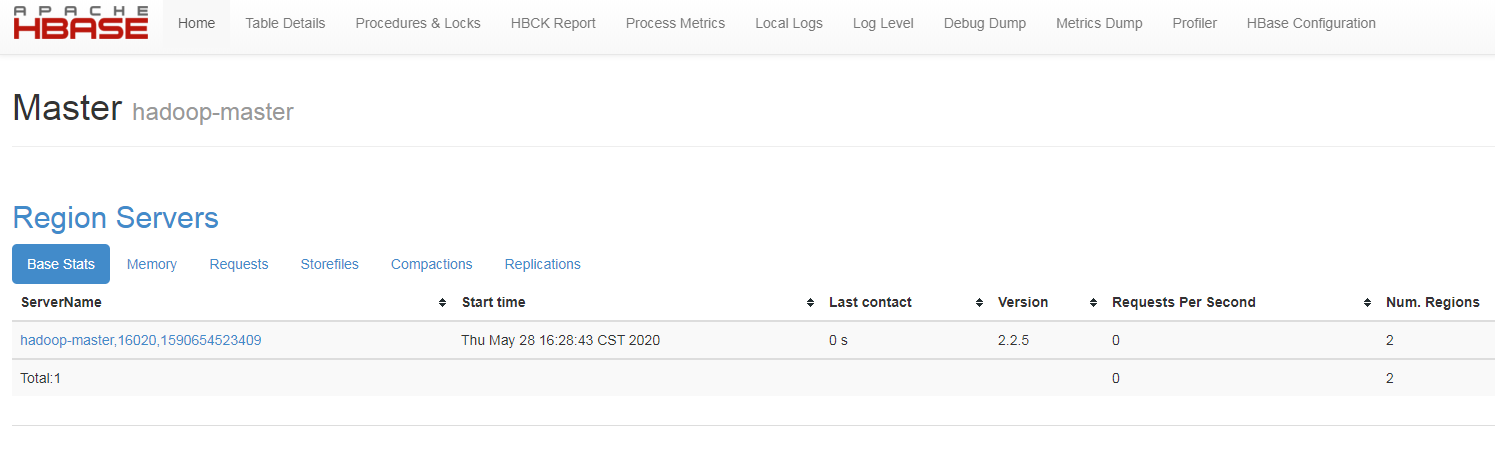 APACHE
HBASE Home Table Details Procedures & Locks HBCK Report Process Metrics Local Logs Log Level Debug Dump Metrics Dump Profiler HBase Configuration
Master hadoop-master
Region Servers
Base Stats Memory Requests Storefiles Compactions Replications
ServerName Start time Last contact Version Requests Per Second Num. Regions
hadoop-master,16020,1590654523409 Thu May 28 16:28:43 CST 2020 0 s 2.2.5 0 2
Total:1 0 2